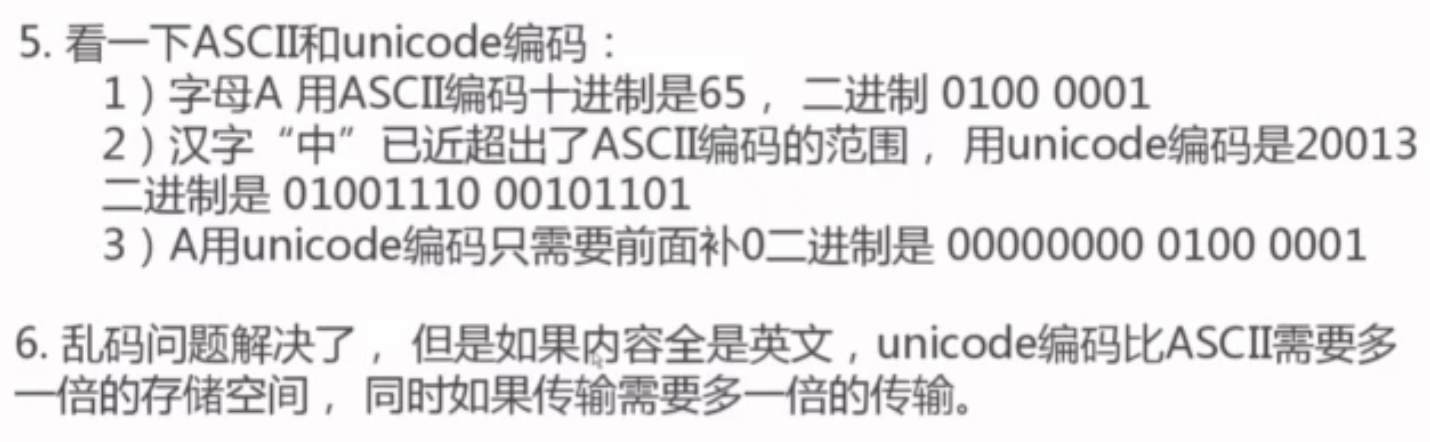 5. 看一下ASCII和unicode编码：
1）字母A 用ASCII编码十进制是65， 二进制 0100 0001
2）汉字“中” 已近超出了ASCII编码的范围， 用unicode编码是20013
二进制是 01001110 00101101
3）A用unicode编码只需要前面补0二进制是 00000000 0100 0001
6. 乱码问题解决了， 但是如果内容全是英文，unicode编码比ASCII需要多
一倍的存储空间， 同时如果传输需要多一倍的传输。